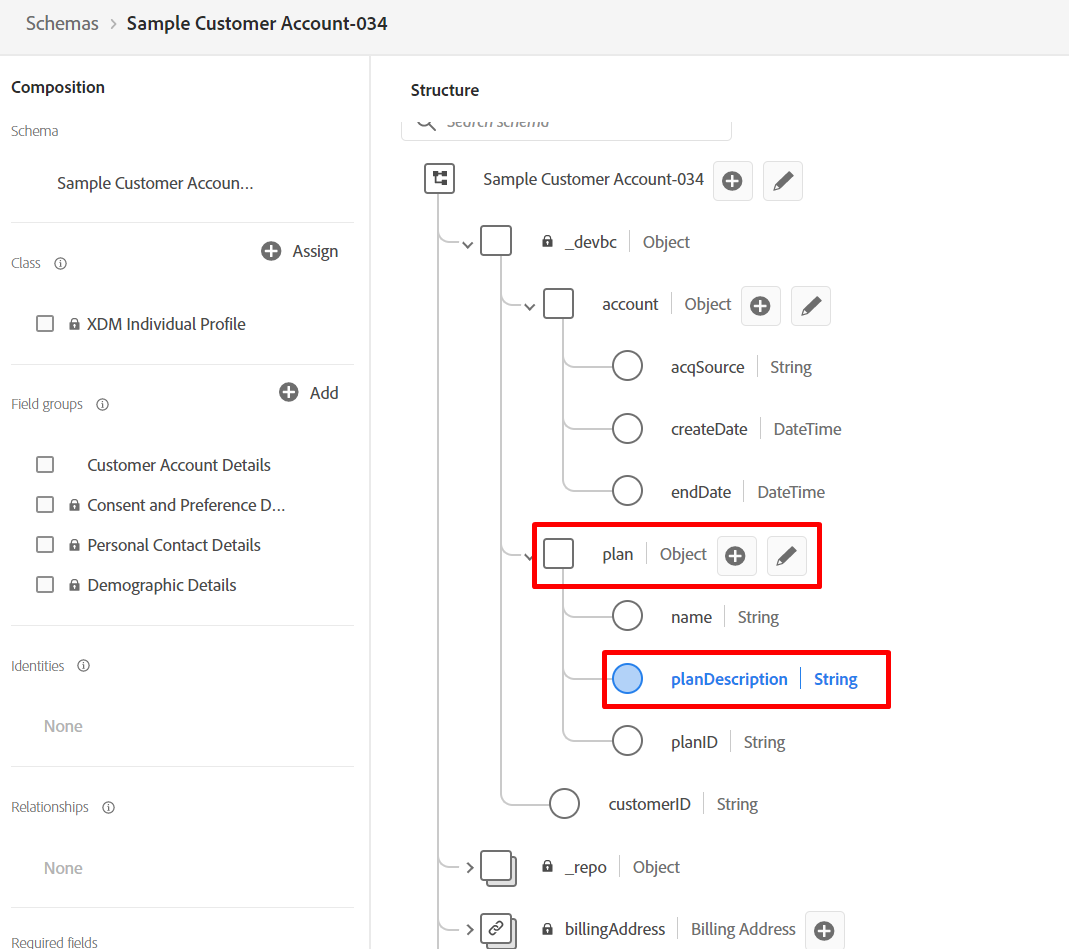 Schemas > Sample Customer Account-034
Composition
Schema
Sample Customer Accoun...
Class
Assign
XDM Individual Profile
Field groups
Add
Customer Account Details
Consent and Preference D...
Personal Contact Details
Demographic Details
Identities
None
Relationships
None
Required fields
Structure
Search schema
Sample Customer Account-034
_devbc | Object
account | Object
acqSource | String
createDate | DateTime
endDate | DateTime
plan | Object
name | String
planDescription | String
planID | String
customerID | String
_repo | Object
billingAddress | Billing Address